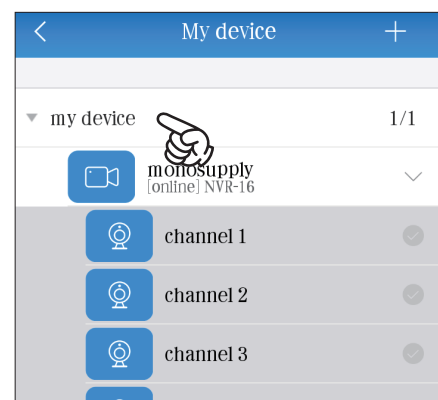 My device
my device 1/1
monosupply
[online] NVR-16
channel 1
channel 2
channel 3